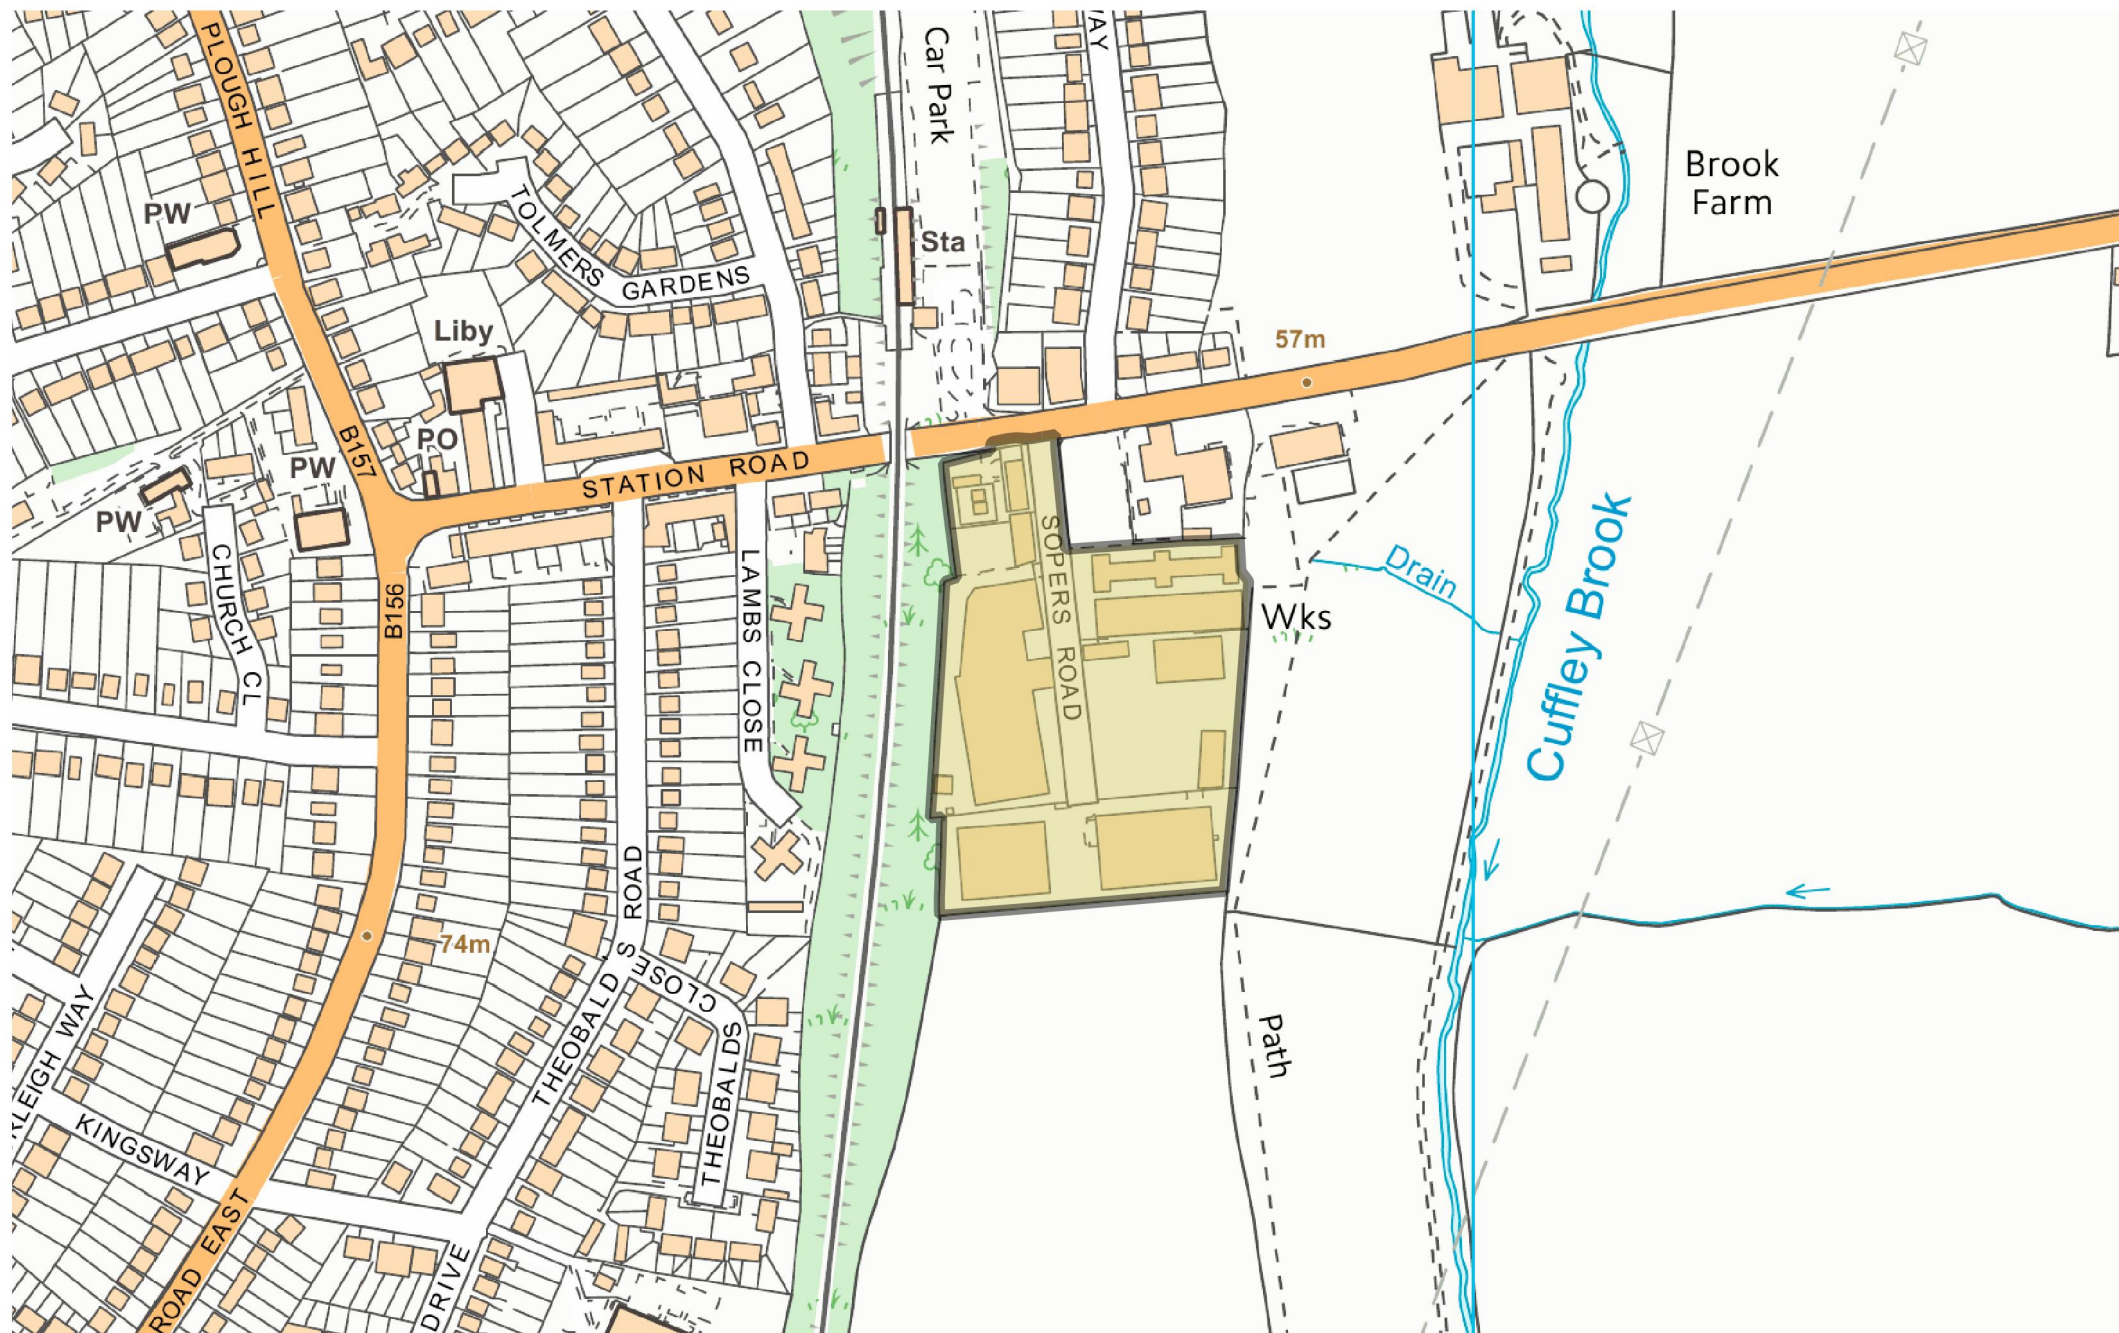 PLOUGH HILL
Car Park
WAY
PW
TOLMERS
GARDENS
Sta
Brook
Farm
Liby
57m
PO
B157
PW
STATION ROAD
PW
CHURCH CL
B156
LAMBS CLOSE
SOPERS ROAD
Wks
Drain
Cuffley Brook
74m
THEOBALD'S
ROAD
THEOBALDS
CLOSE
Path
KINGSWAY
RLEIGH WAY
ROAD EAST
DRIVE